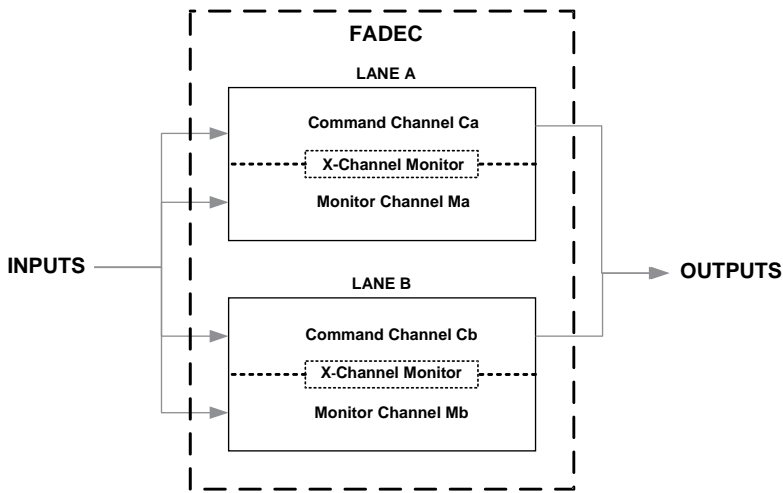 FADEC
LANE A
Command Channel Ca
X-Channel Monitor
Monitor Channel Ma
INPUTS
OUTPUTS
LANE B
Command Channel Cb
X-Channel Monitor
Monitor Channel Mb